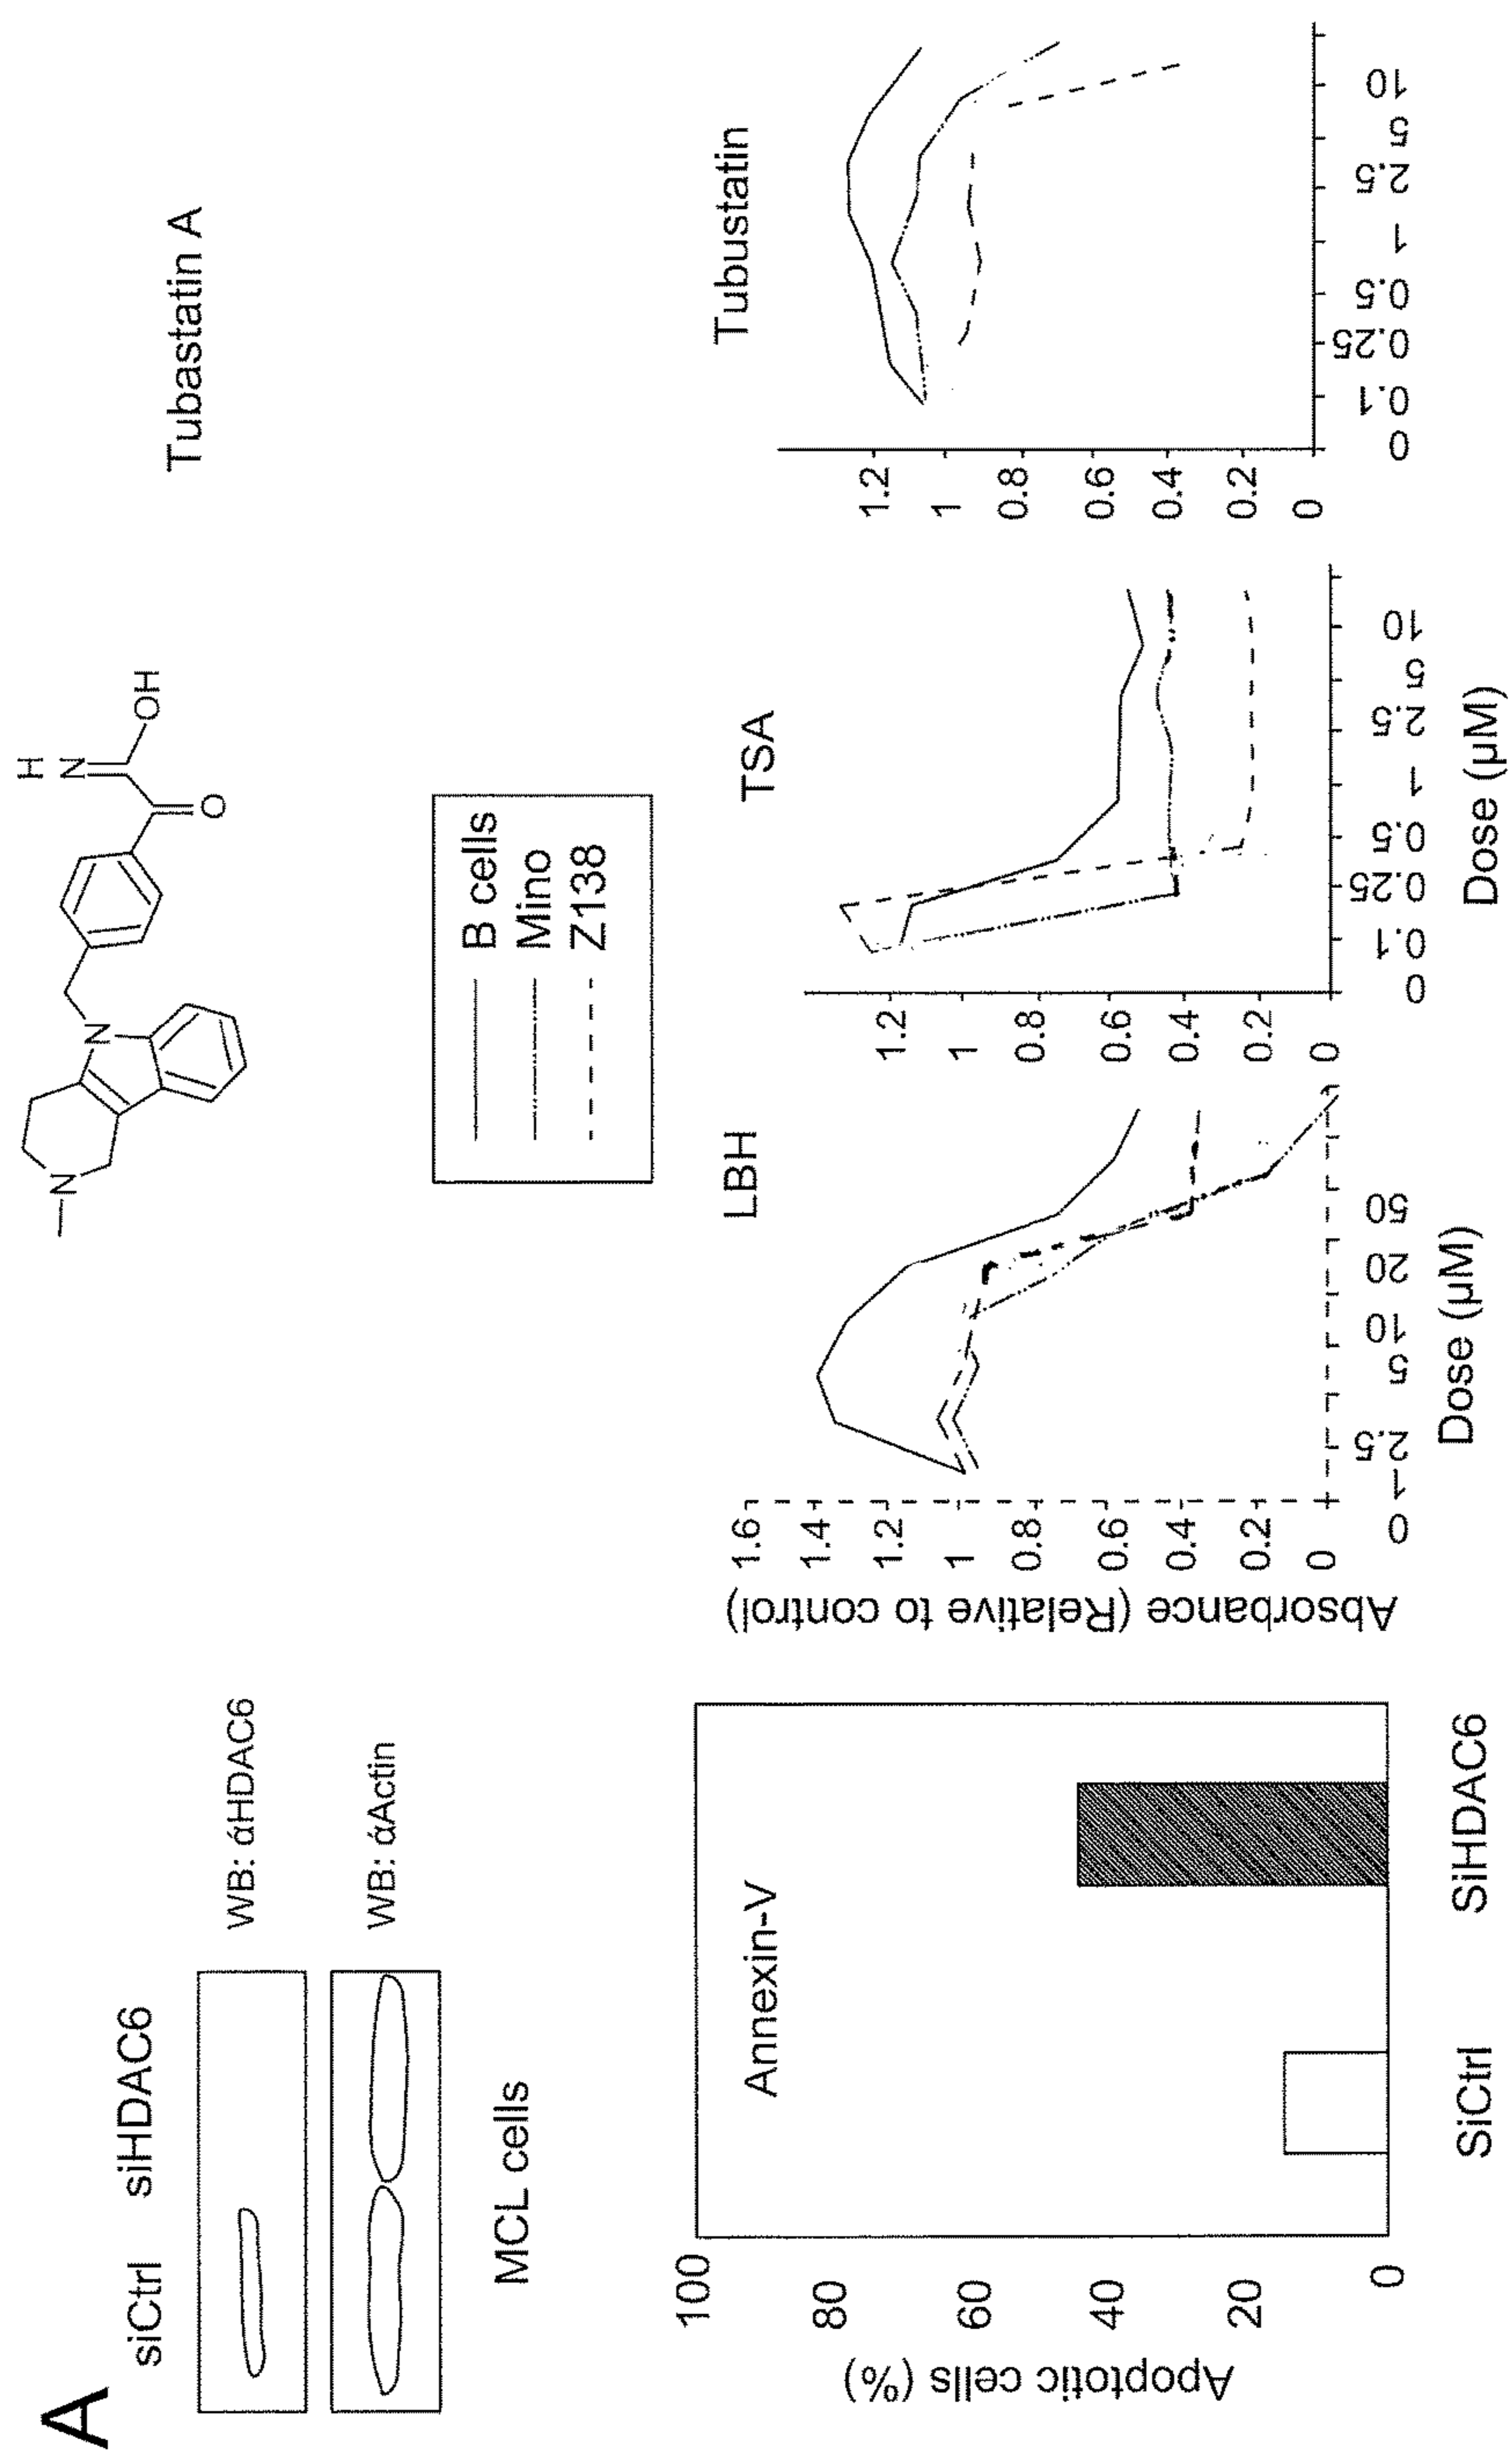 A
siCtrl siHDAC6
WB: άHDAC6
WB: άActin
MCL cells
Annexin-V
Apoptotic cells (%)
100
80
60
40
20
0
SiCtrl SiHDAC6
Tubastatin A
N
N
O
N
H
OH
B cells
Mino
Z138
LBH
Absorbance (Relative to control)
1.6
1.4
1.2
1
0.8
0.6
0.4
0.2
0
0 1 2.5 5 10 20 50
Dose (μM)
TSA
1.2
1
0.8
0.6
0.4
0.2
0
0 0.1 0.25 0.5 1 2.5 5 10
Dose (μM)
Tubustatin
1.2
1
0.8
0.6
0.4
0.2
0
0 0.1 0.25 0.5 1 2.5 5 10